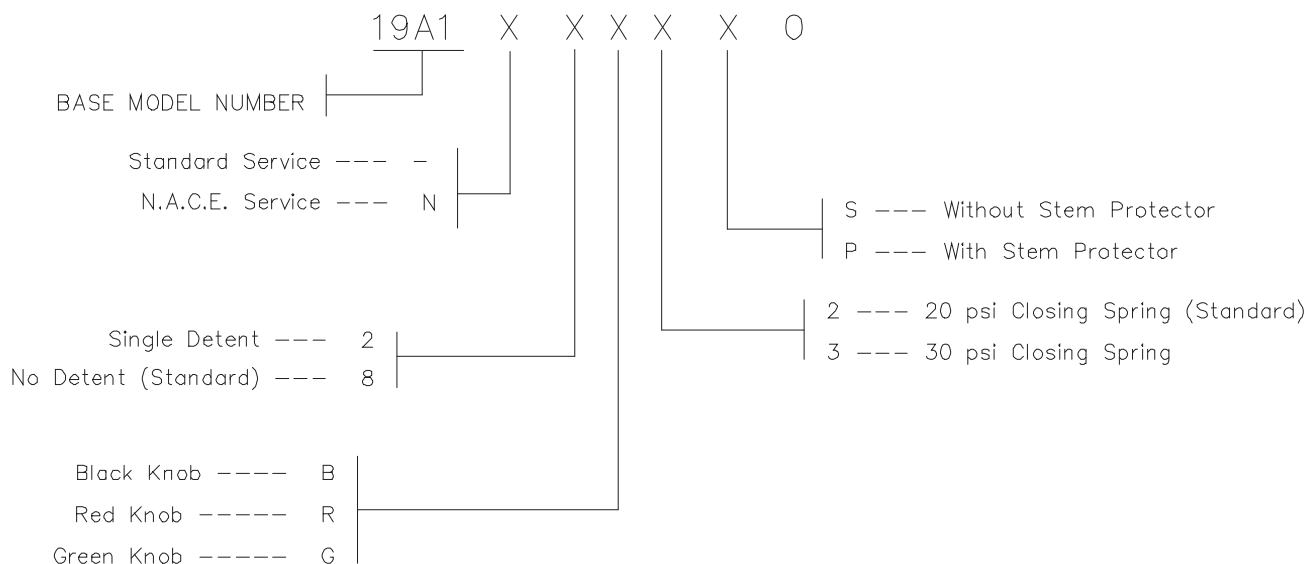 19A1 X X X X X 0
BASE MODEL NUMBER
Standard Service --- -
N.A.C.E. Service --- N
S --- Without Stem Protector
P --- With Stem Protector
2 --- 20 psi Closing Spring (Standard)
3 --- 30 psi Closing Spring
Single Detent --- 2
No Detent (Standard) --- 8
Black Knob ---- B
Red Knob ----- R
Green Knob ----- G